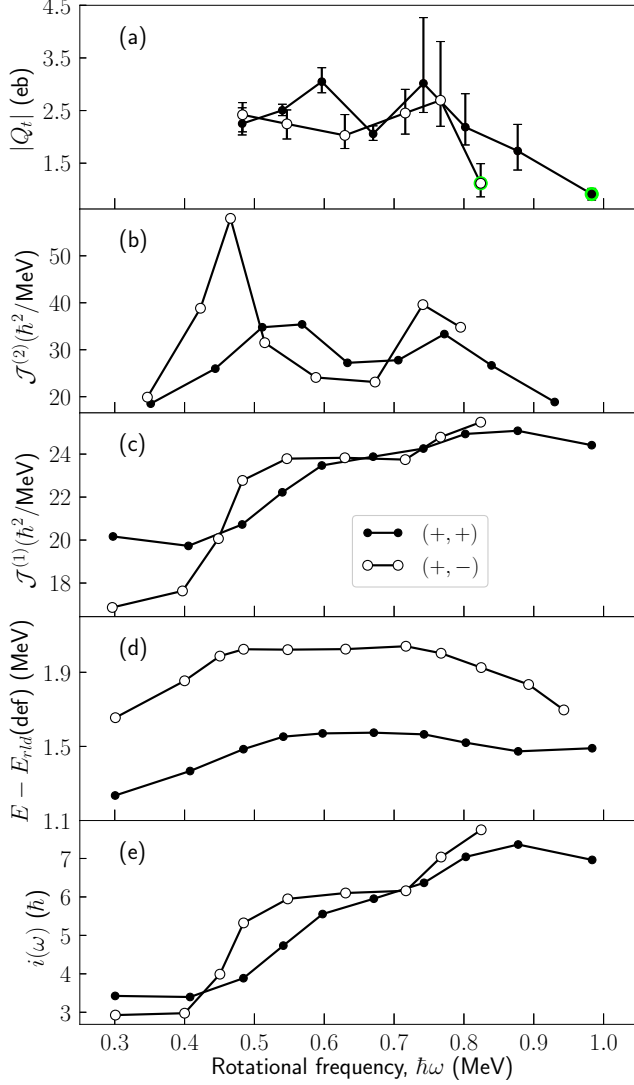 (a)
|Q_t| (eb)
4.5
3.5
2.5
1.5
(b)
𝒥^(2)(ħ²/MeV)
50
40
30
20
(c)
𝒥^(1)(ħ²/MeV)
24
22
20
18
(+,+)
(+,−)
(d)
E − E_rld(def) (MeV)
1.9
1.5
1.1
(e)
i(ω) (ħ)
7
6
5
4
3
0.3 0.4 0.5 0.6 0.7 0.8 0.9 1.0
Rotational frequency, ħω (MeV)